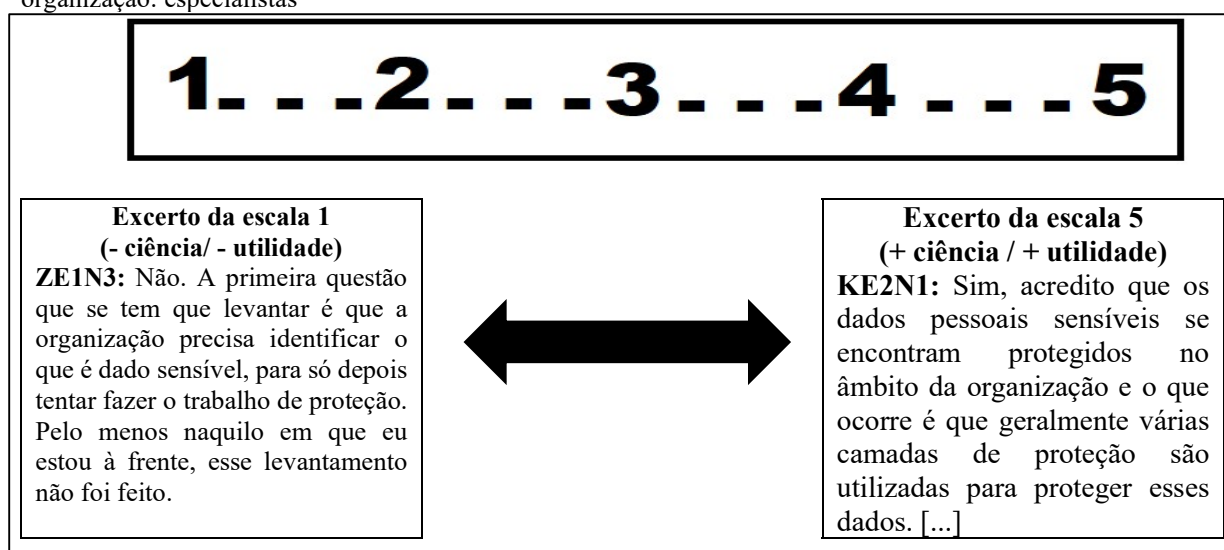 organização: especialistas
1- - -2- - -3- - -4 - - - 5
Excerto da escala 1
(- ciência/ - utilidade)
ZE1N3: Não. A primeira questão
que se tem que levantar é que a
organização precisa identificar o
que é dado sensível, para só depois
tentar fazer o trabalho de proteção.
Pelo menos naquilo em que eu
estou à frente, esse levantamento
não foi feito.
Excerto da escala 5
(+ ciência / + utilidade)
KE2N1: Sim, acredito que os
dados pessoais sensíveis se
encontram protegidos no
âmbito da organização e o que
ocorre é que geralmente várias
camadas de proteção são
utilizadas para proteger esses
dados. [...]